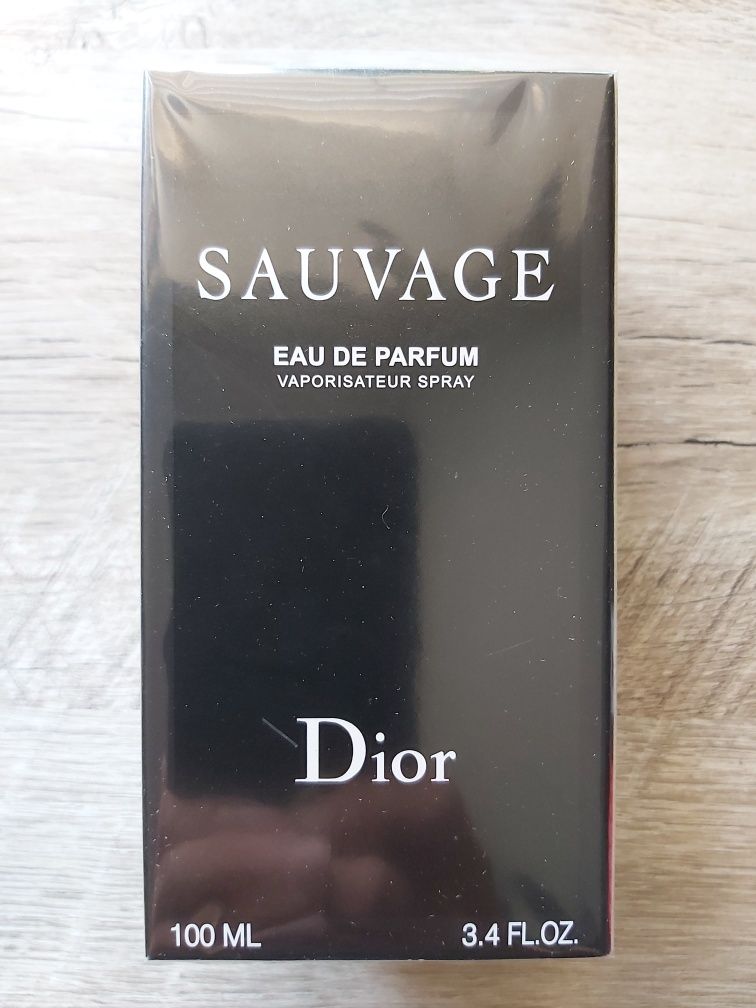 SAUVAGE
EAU DE PARFUM
VAPORISATEUR SPRAY
Dior
100 ML 3.4 FL.OZ.